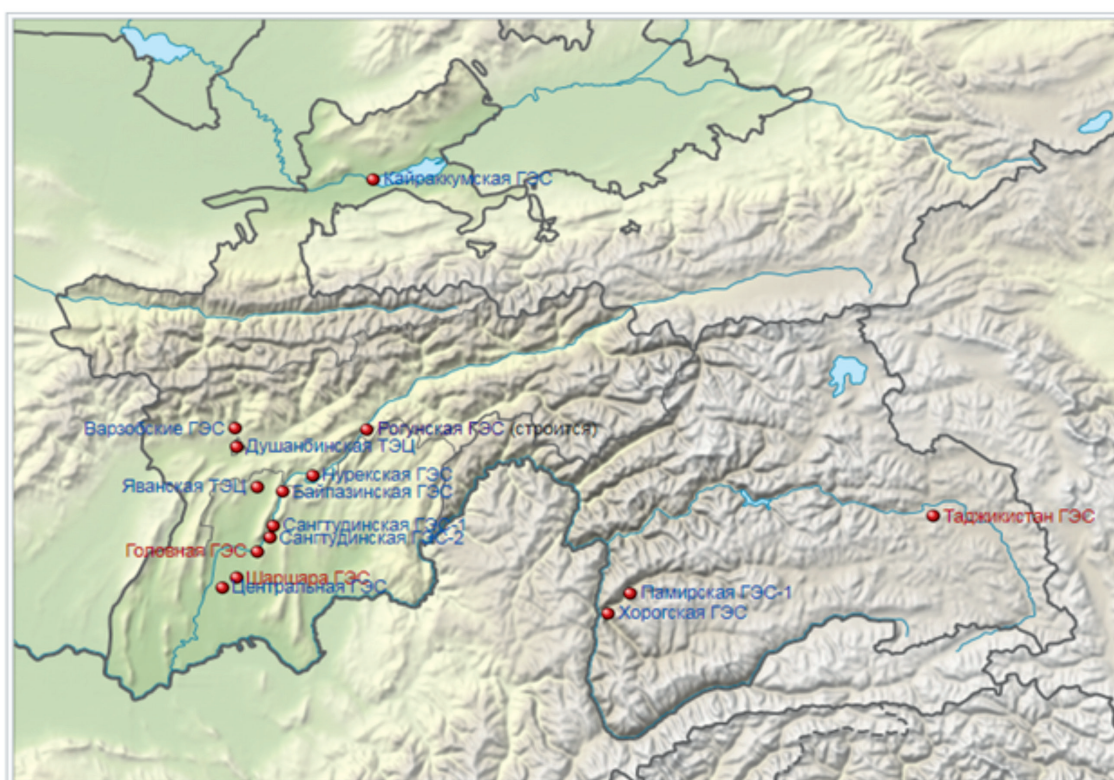 Кайраккумская ГЭС
Варзобские ГЭС
Рогунская ГЭС (строится)
Душанбинская ТЭЦ
Нурекская ГЭС
Яванская ТЭЦ
Байпазинская ГЭС
Таджикистан ГЭС
Сангтудинская ГЭС-1
Сангтудинская ГЭС-2
Головная ГЭС
Шаршара ГЭС
Центральная ГЭС
Памирская ГЭС-1
Хорогская ГЭС